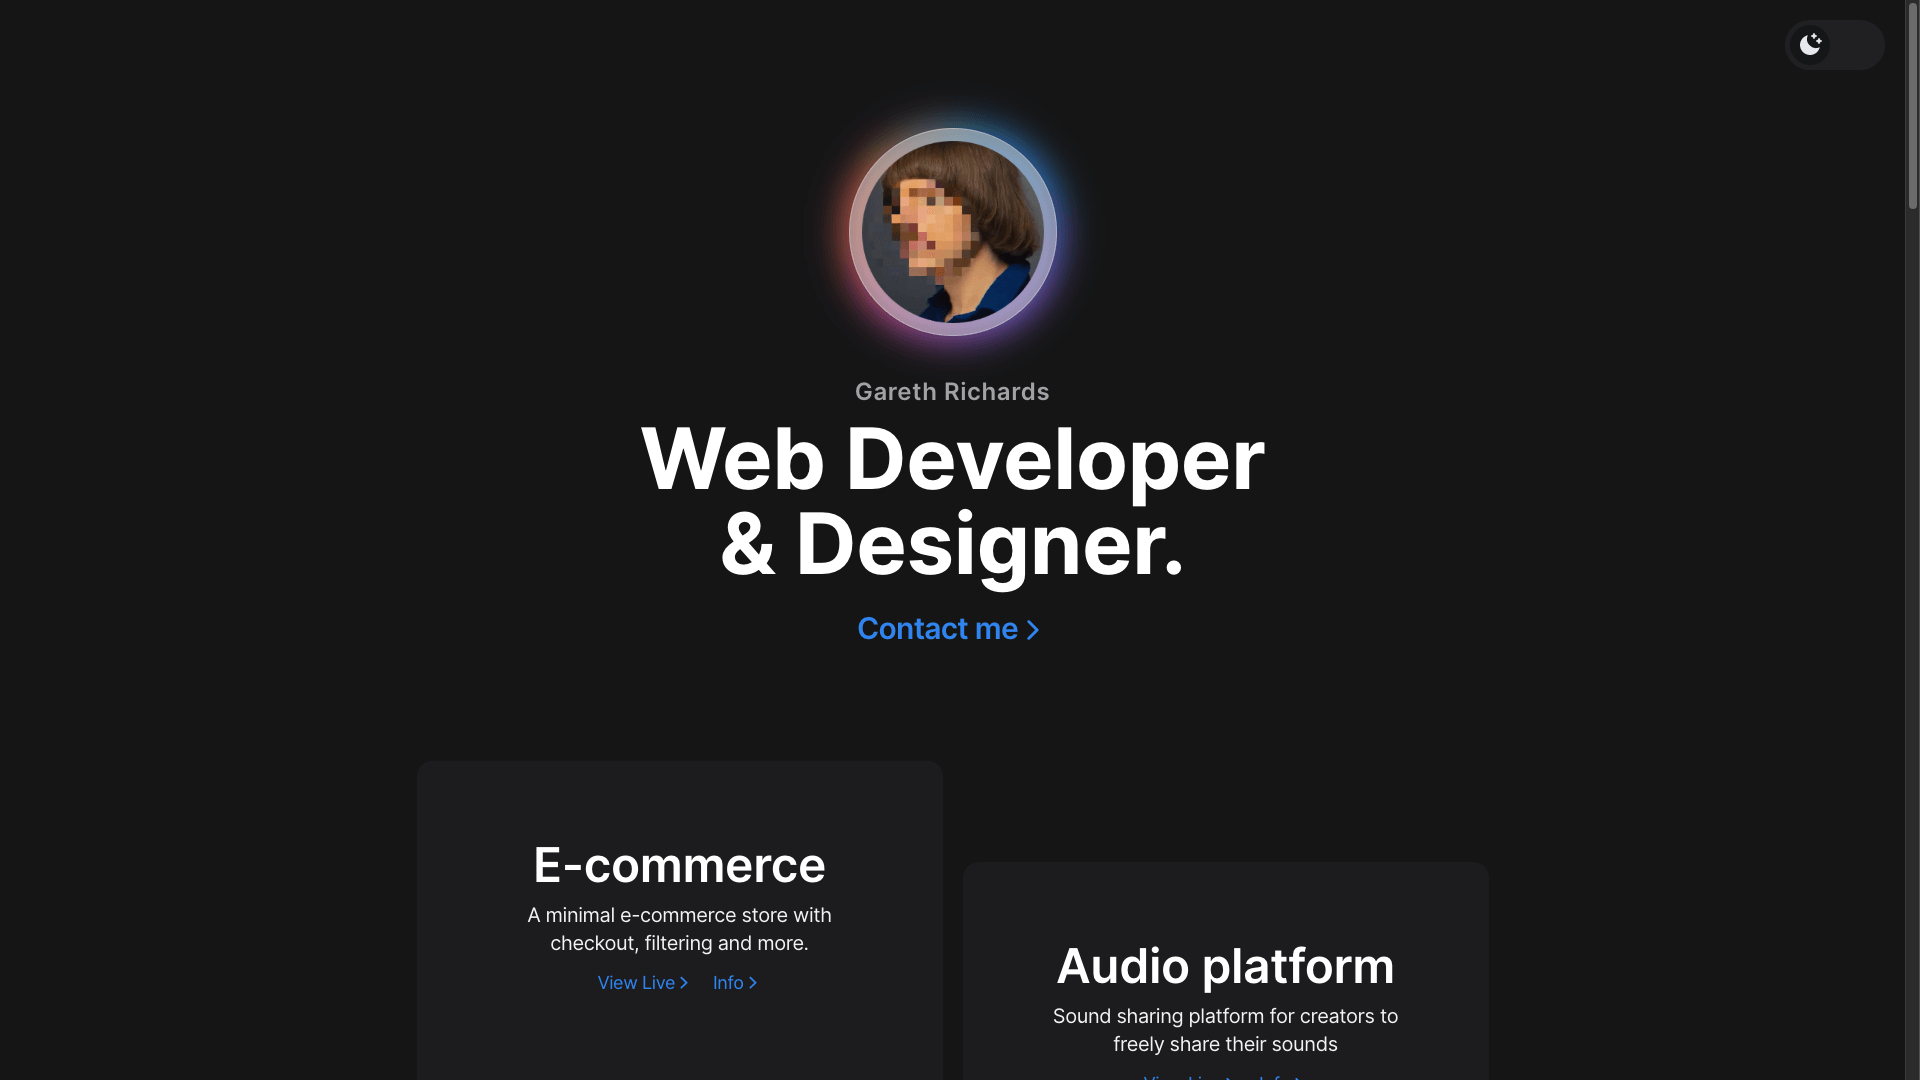 Gareth Richards
Web Developer
& Designer.
Contact me
E-commerce
A minimal e-commerce store with
checkout, filtering and more.
View Live Info
Audio platform
Sound sharing platform for creators to
freely share their sounds